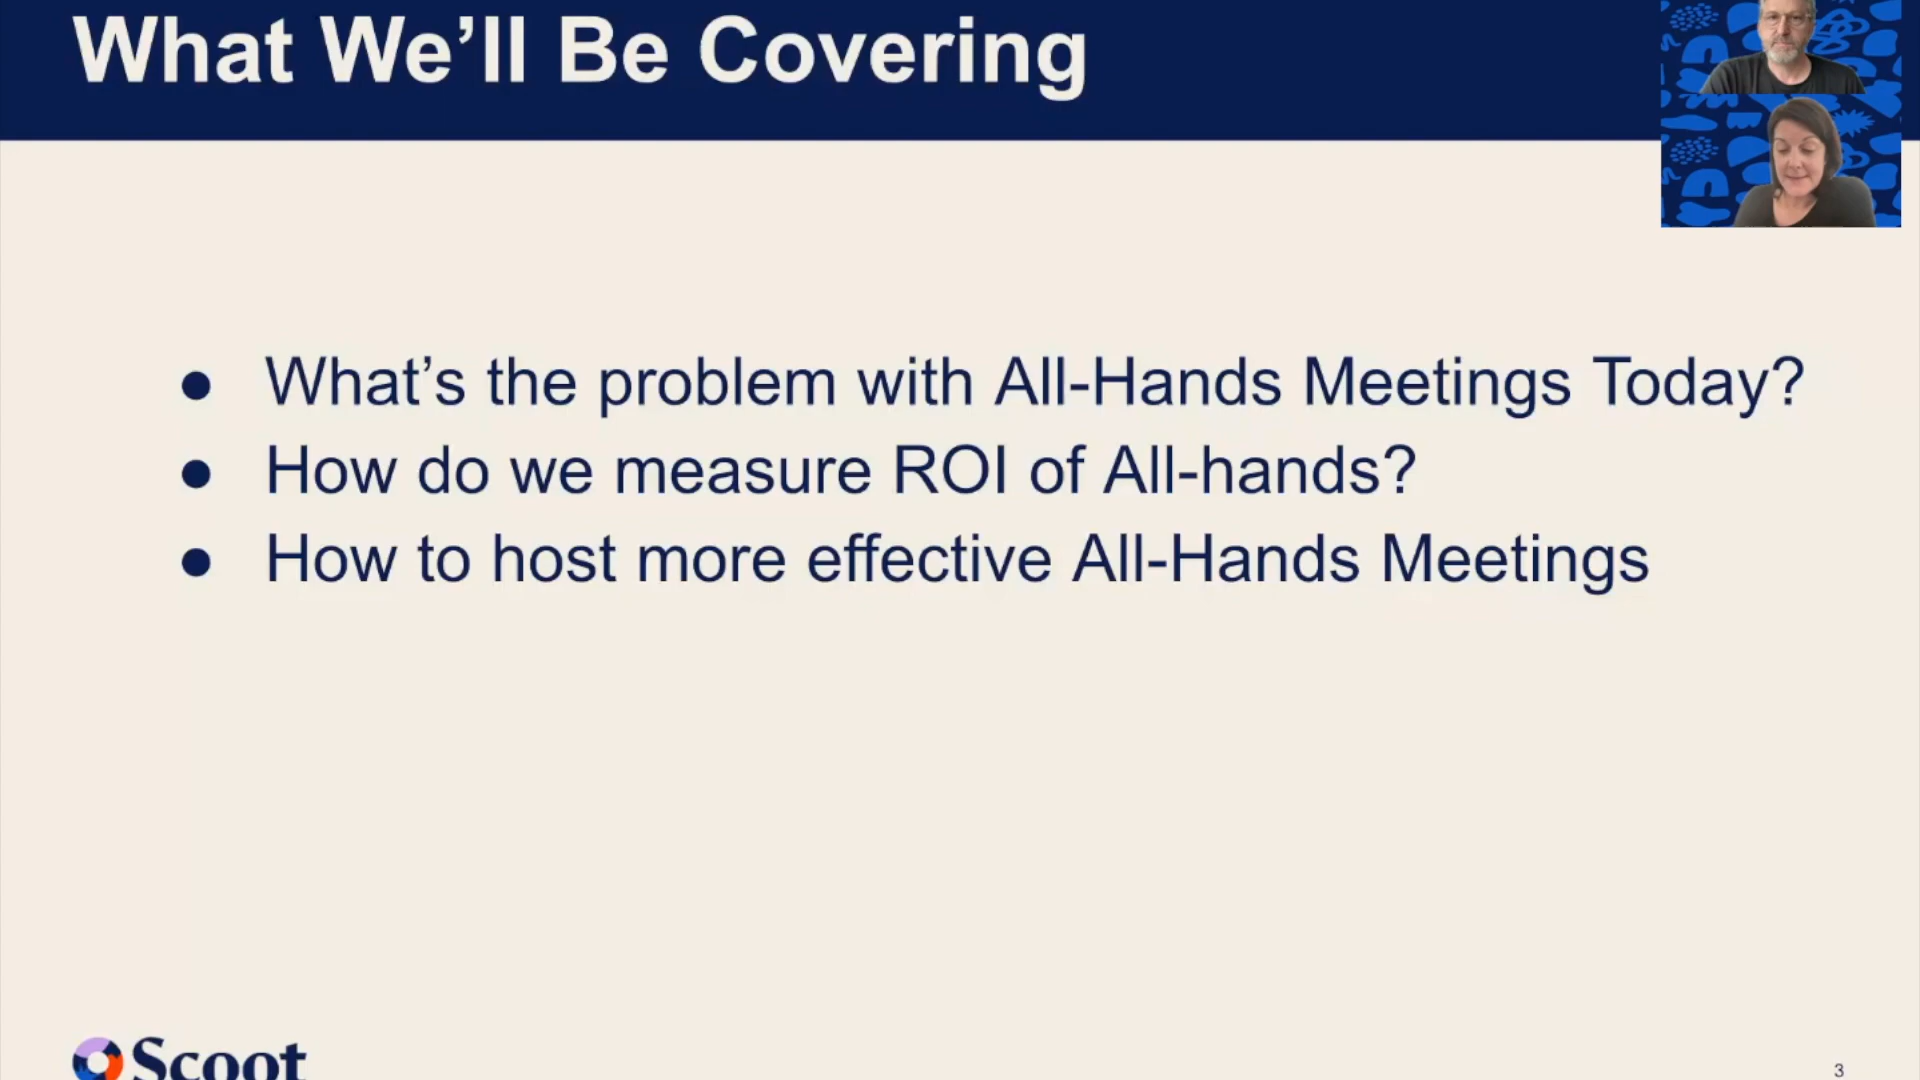 What We’ll Be Covering
● What’s the problem with All-Hands Meetings Today?
● How do we measure ROI of All-hands?
● How to host more effective All-Hands Meetings
Scoot
3